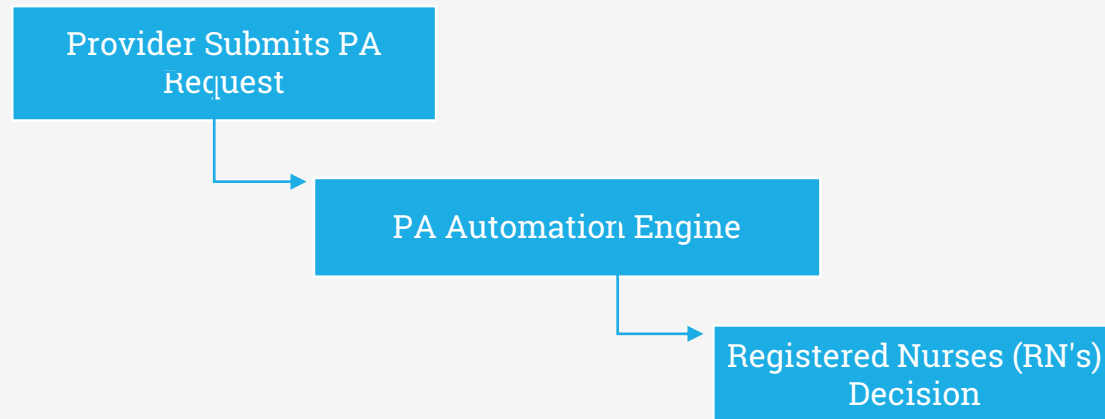 Provider Submits PA
Request
PA Automation Engine
Registered Nurses (RN's)
Decision